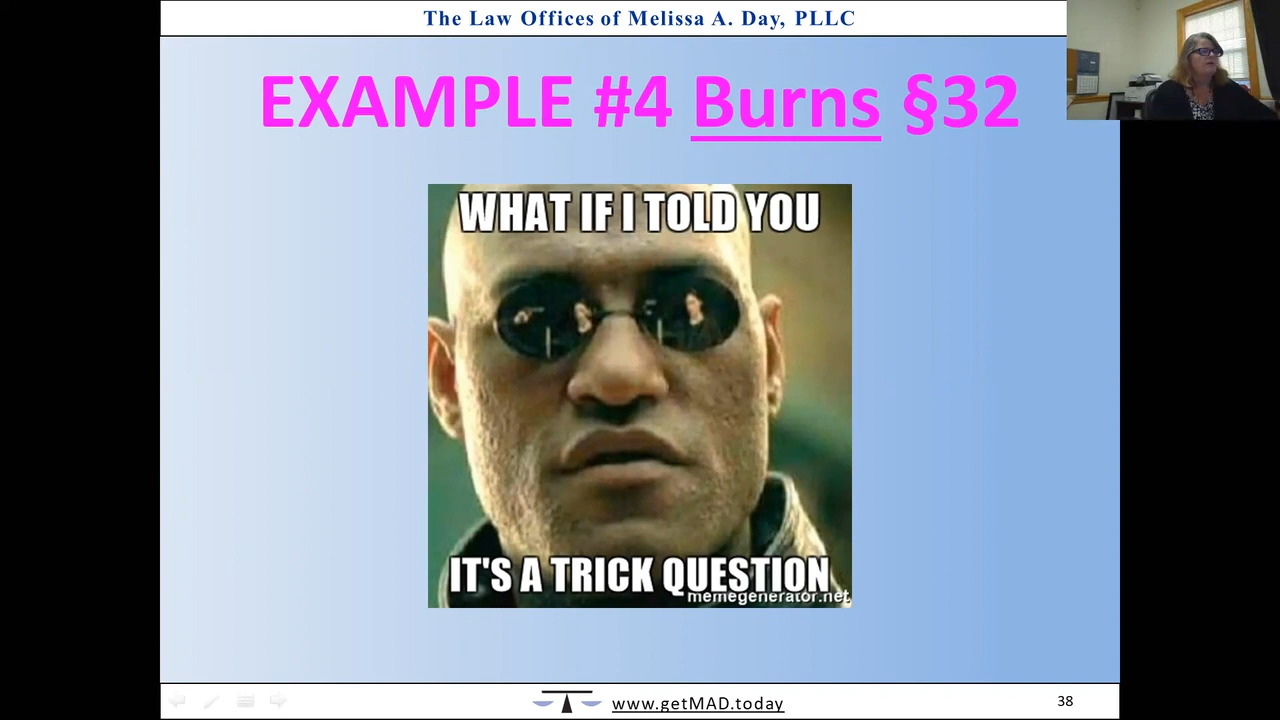 The Law Offices of Melissa A. Day, PLLC
EXAMPLE #4 Burns §32
WHAT IF I TOLD YOU
IT'S A TRICK QUESTION
memegenerator.net
www.getMAD.today
38